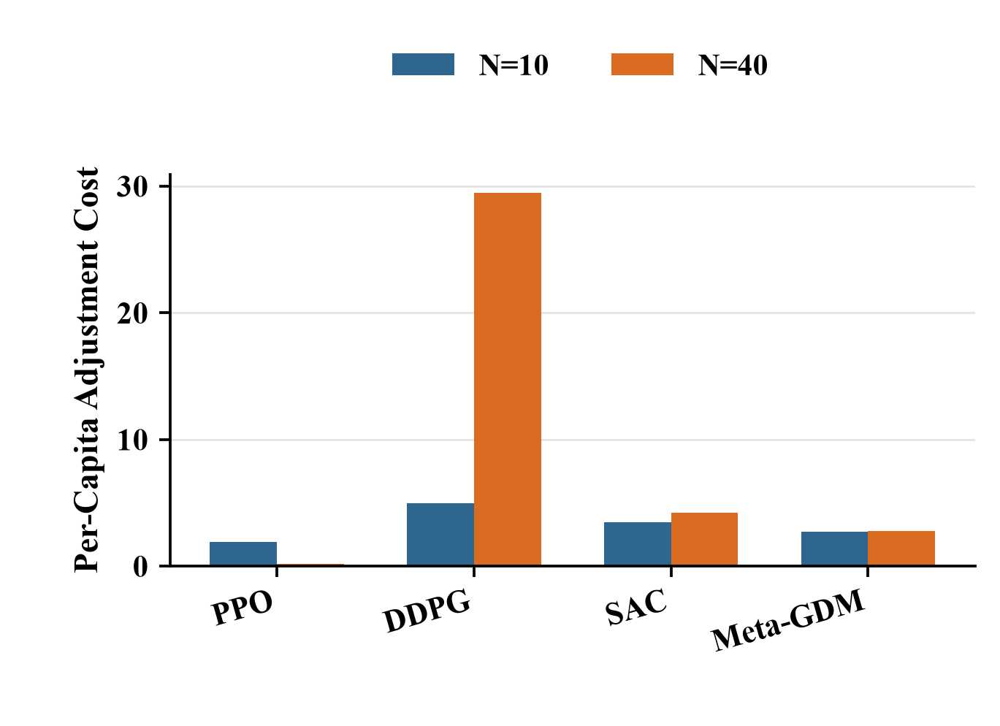 N=10 N=40
Per-Capita Adjustment Cost
30
20
10
0
PPO DDPG SAC Meta-GDM